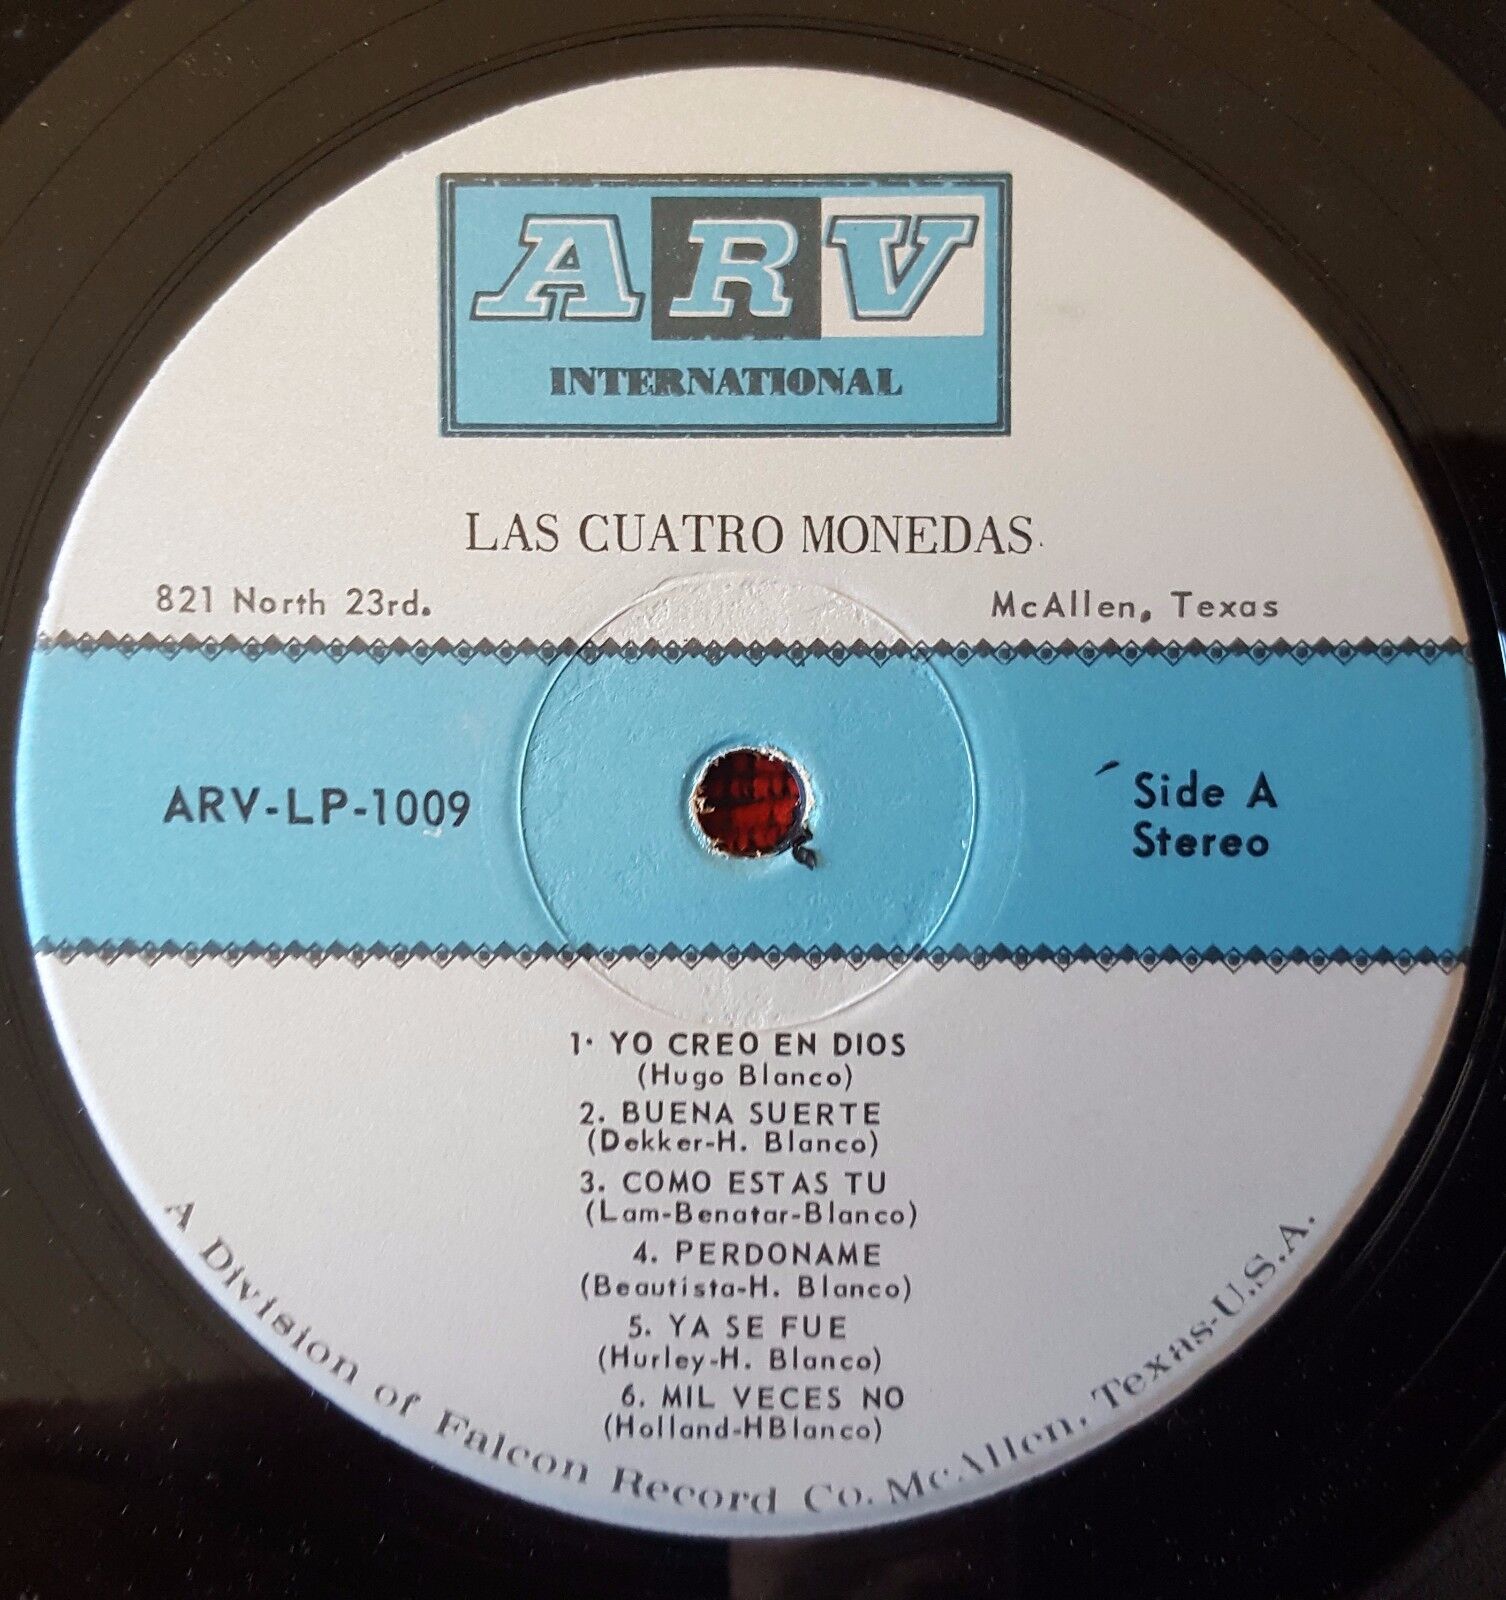 ARV
INTERNATIONAL
LAS CUATRO MONEDAS
821 North 23rd. McAllen, Texas
ARV-LP-1009
Side A
Stereo
1. YO CREO EN DIOS
(Hugo Blanco)
2. BUENA SUERTE
(Dekker-H. Blanco)
3. COMO ESTAS TU
(Lam-Benatar-Blanco)
4. PERDONAME
(Beautista-H. Blanco)
5. YA SE FUE
(Hurley-H. Blanco)
6. MIL VECES NO
(Holland-HBlanco)
A Division of Falcon Record Co. McAllen, Texas-U.S.A.